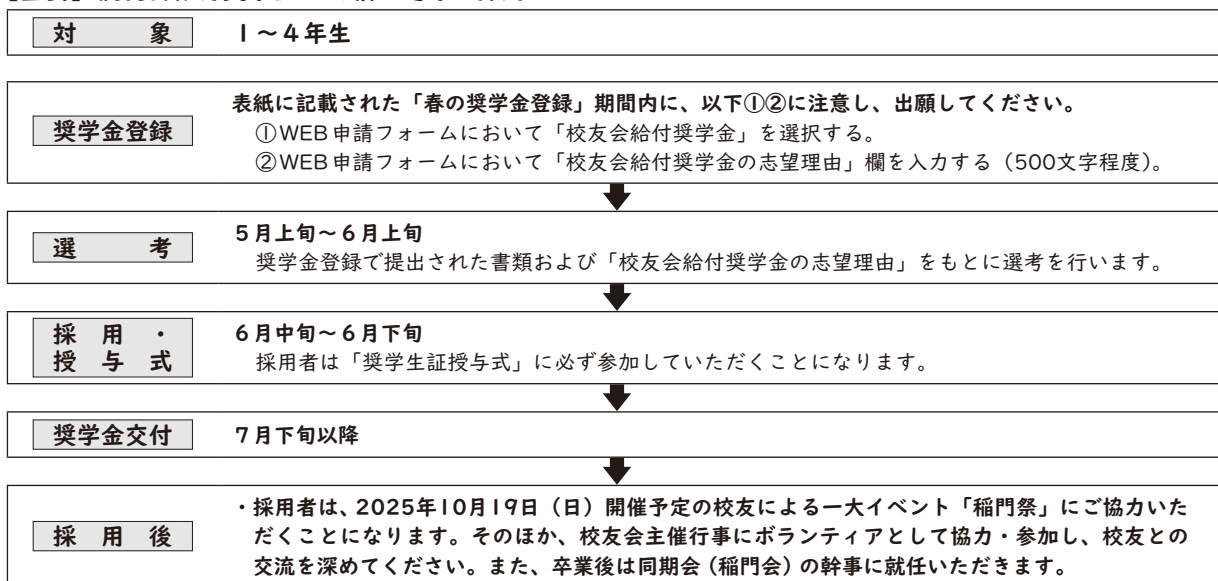 対　　象
1～4年生
奨学金登録
表紙に記載された「春の奨学金登録」期間内に、以下①②に注意し、出願してください。
①WEB申請フォームにおいて「校友会給付奨学金」を選択する。
②WEB申請フォームにおいて「校友会給付奨学金の志望理由」欄を入力する（500文字程度）。
選　　考
5月上旬～6月上旬
奨学金登録で提出された書類および「校友会給付奨学金の志望理由」をもとに選考を行います。
採用・
授与式
6月中旬～6月下旬
採用者は「奨学生証授与式」に必ず参加していただくことになります。
奨学金交付
7月下旬以降
採　用　後
・採用者は、2025年10月19日（日）開催予定の校友による一大イベント「稲門祭」にご協力いた
だくことになります。そのほか、校友会主催行事にボランティアとして協力・参加し、校友との
交流を深めてください。また、卒業後は同期会（稲門会）の幹事に就任いただきます。